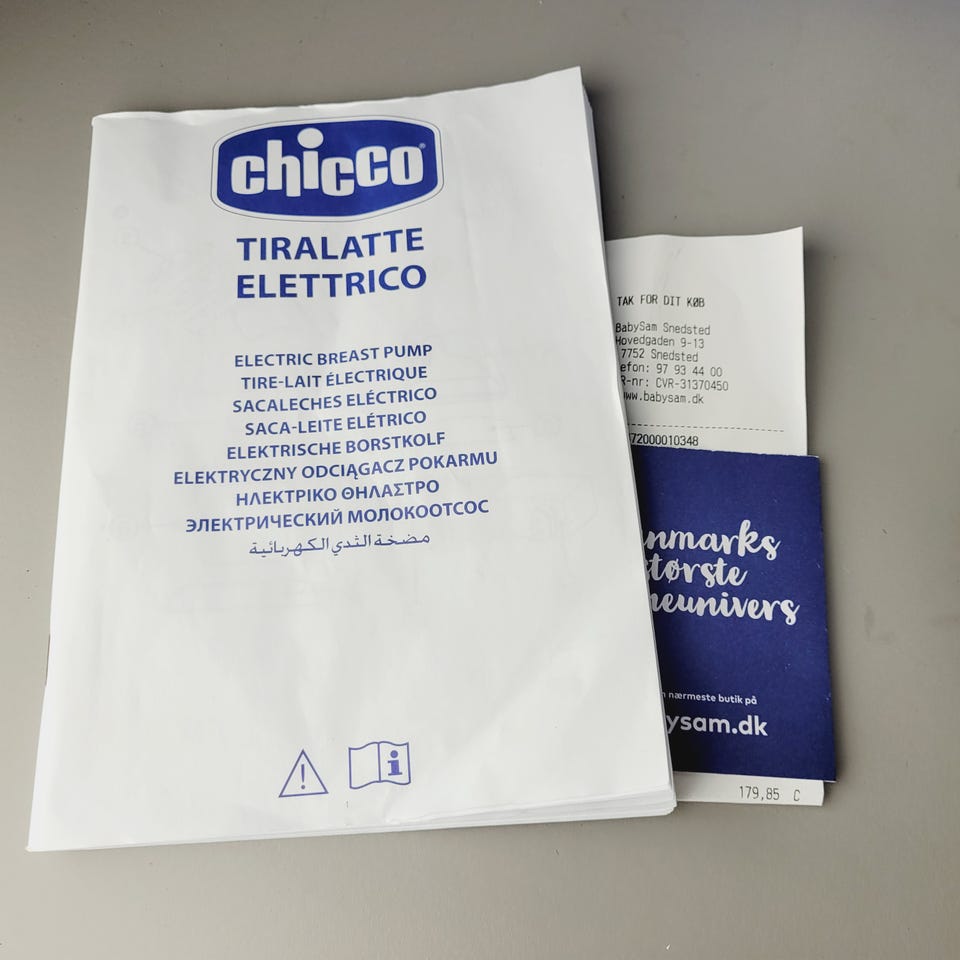 chicco
TIRALATTE
ELETTRICO
ELECTRIC BREAST PUMP
TIRE-LAIT ÉLECTRIQUE
SACALECHES ELÉCTRICO
SACA-LEITE ELÉTRICO
ELEKTRISCHE BORSTKOLF
ELEKTRYCZNY ODCIĄGACZ POKARMU
ΗΛΕΚΤΡΙΚΟ ΘΗΛΑΣΤΡΟ
ЭЛЕКТРИЧЕСКИЙ МОЛОКООТСОС
مضخة الثدي الكهربائية
TAK FOR DIT KØB
BabySam Snedsted
Hovedgaden 9-13
7752 Snedsted
efon: 97 93 44 00
R-nr: CVR-31370450
www.babysam.dk
72000010348
nmarks
største
neunivers
nærmeste butik på
ysam.dk
179,85 C